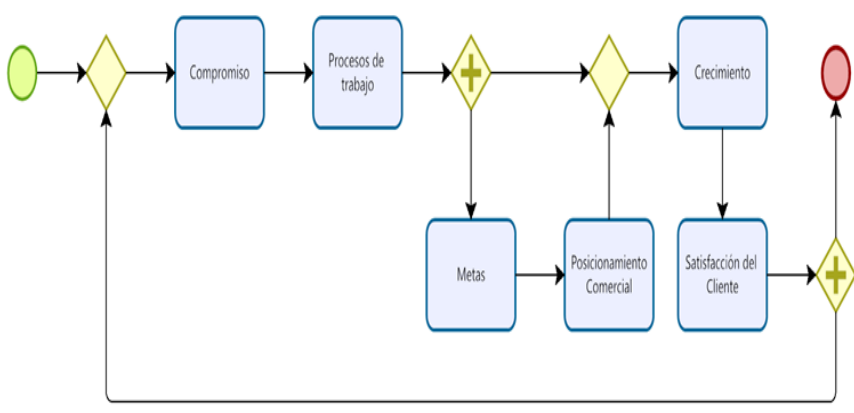 Compromiso
Procesos de
trabajo
Crecimiento
Metas
Posicionamiento
Comercial
Satisfacción del
Cliente